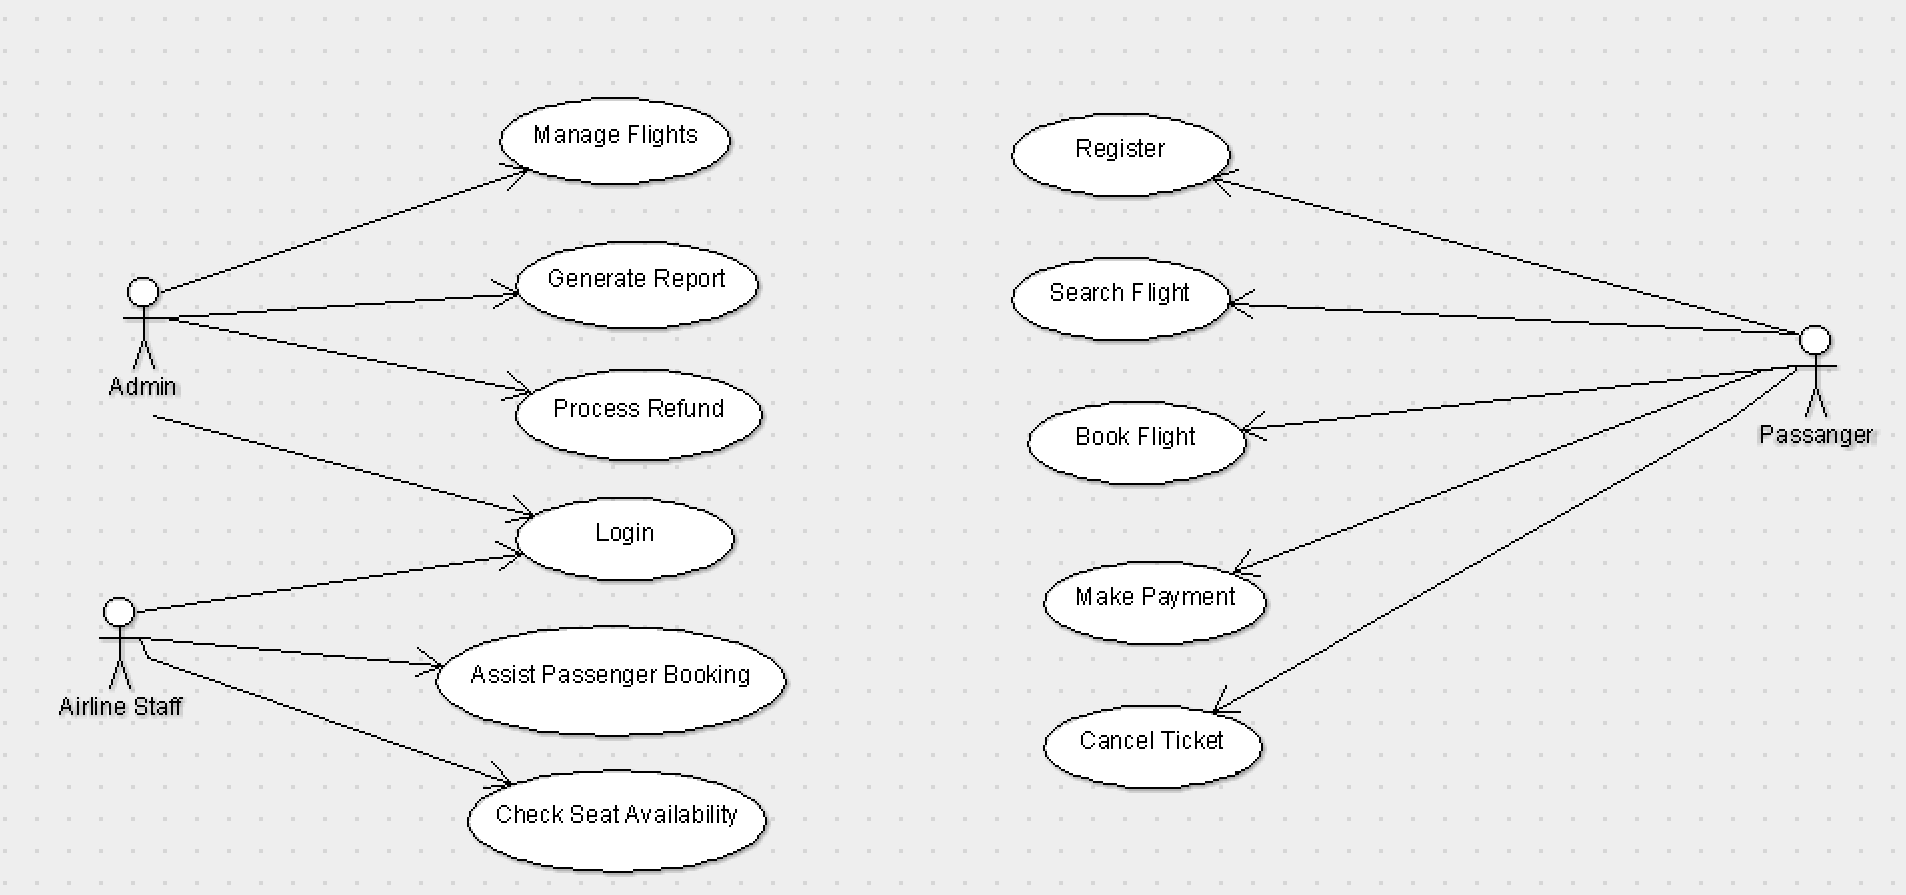 Manage Flights
Generate Report
Process Refund
Admin
Login
Assist Passenger Booking
Airline Staff
Check Seat Availability
Register
Search Flight
Book Flight
Passanger
Make Payment
Cancel Ticket